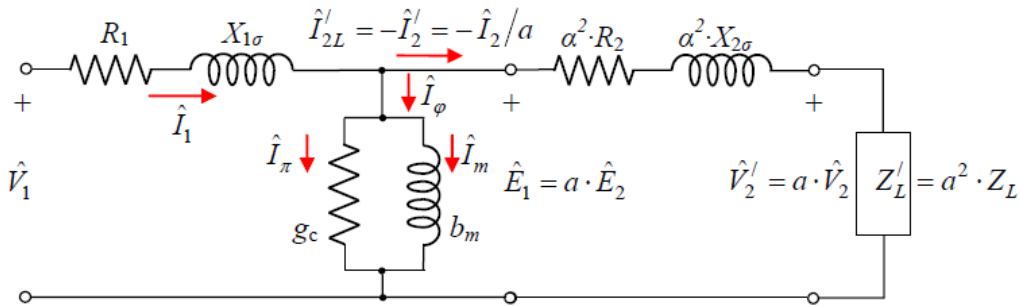 R₁
X₁σ
Î′₂L = −Î′₂ = −Î₂/a
α²·R₂
α²·X₂σ
+
Î₁
Îφ
+
+
V̂₁
Îπ
Îm
Ê₁ = a · Ê₂
V̂′₂ = a · V̂₂
Z′L = a² · ZL
gc
bm